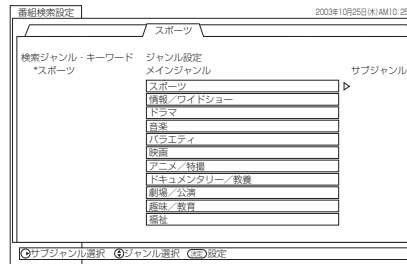 番組検索設定
2003年10月25日(木)AM10:25
スポーツ
検索ジャンル・キーワード
*スポーツ
ジャンル設定
メインジャンル
サブジャンル
スポーツ
情報／ワイドショー
ドラマ
音楽
バラエティ
映画
アニメ／特撮
ドキュメンタリー／教養
劇場／公演
趣味／教育
福祉
サブジャンル選択 ジャンル選択 決定 設定